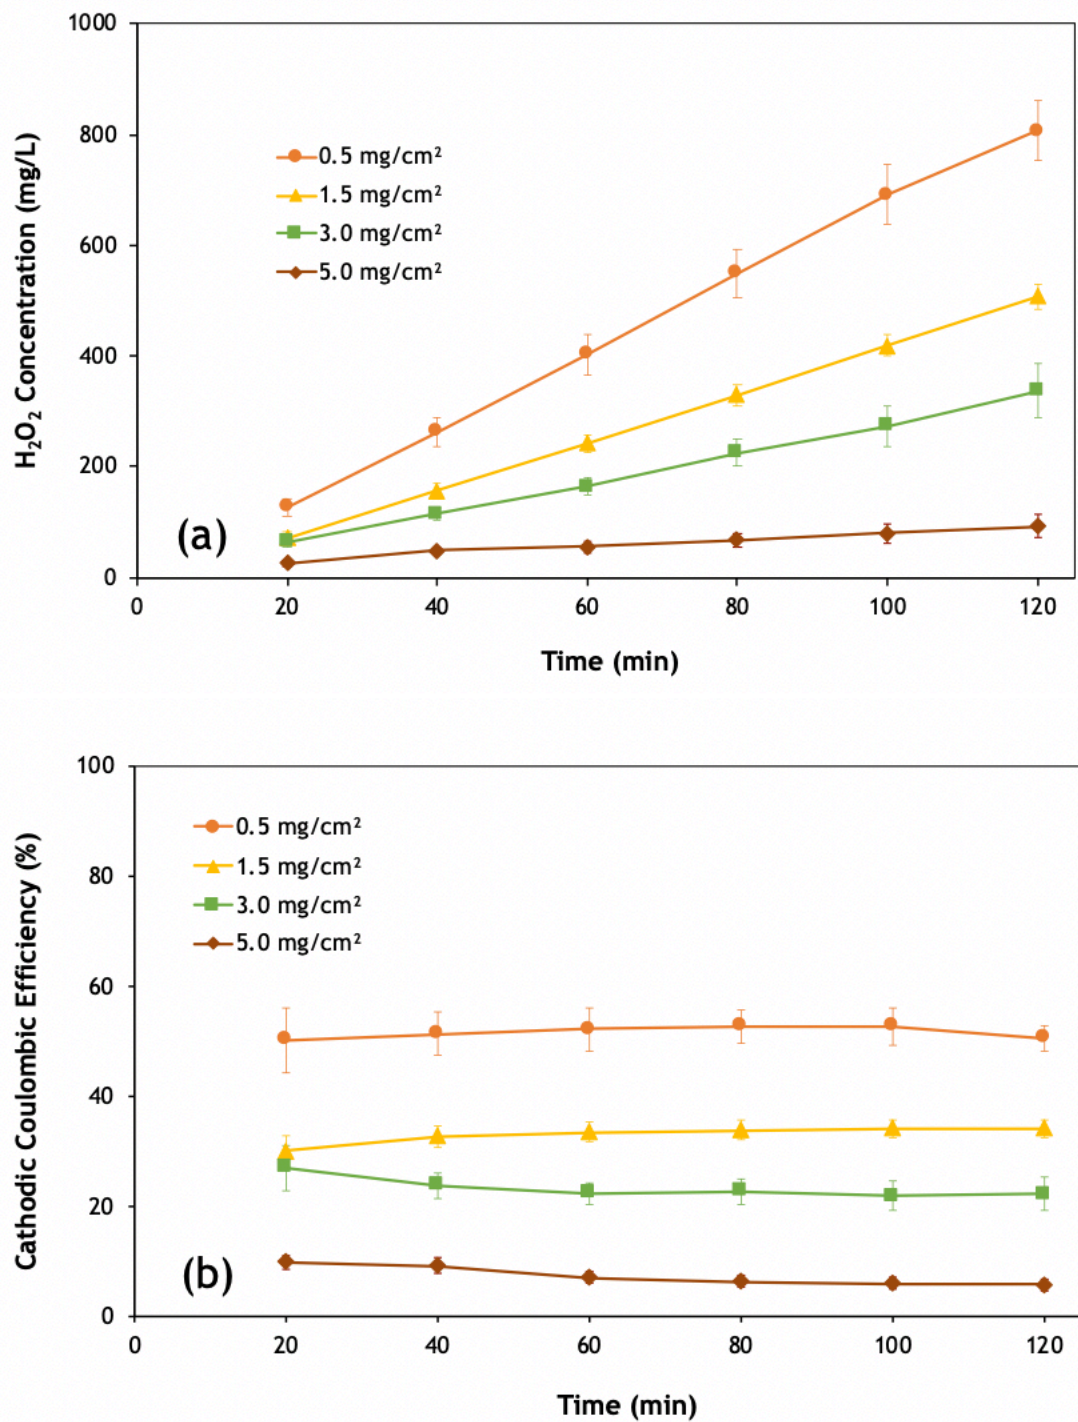 1000
800
600
400
200
0
H₂O₂ Concentration (mg/L)
0.5 mg/cm²
1.5 mg/cm²
3.0 mg/cm²
5.0 mg/cm²
(a)
0 20 40 60 80 100 120
Time (min)
100
80
60
40
20
0
Cathodic Coulombic Efficiency (%)
0.5 mg/cm²
1.5 mg/cm²
3.0 mg/cm²
5.0 mg/cm²
(b)
0 20 40 60 80 100 120
Time (min)